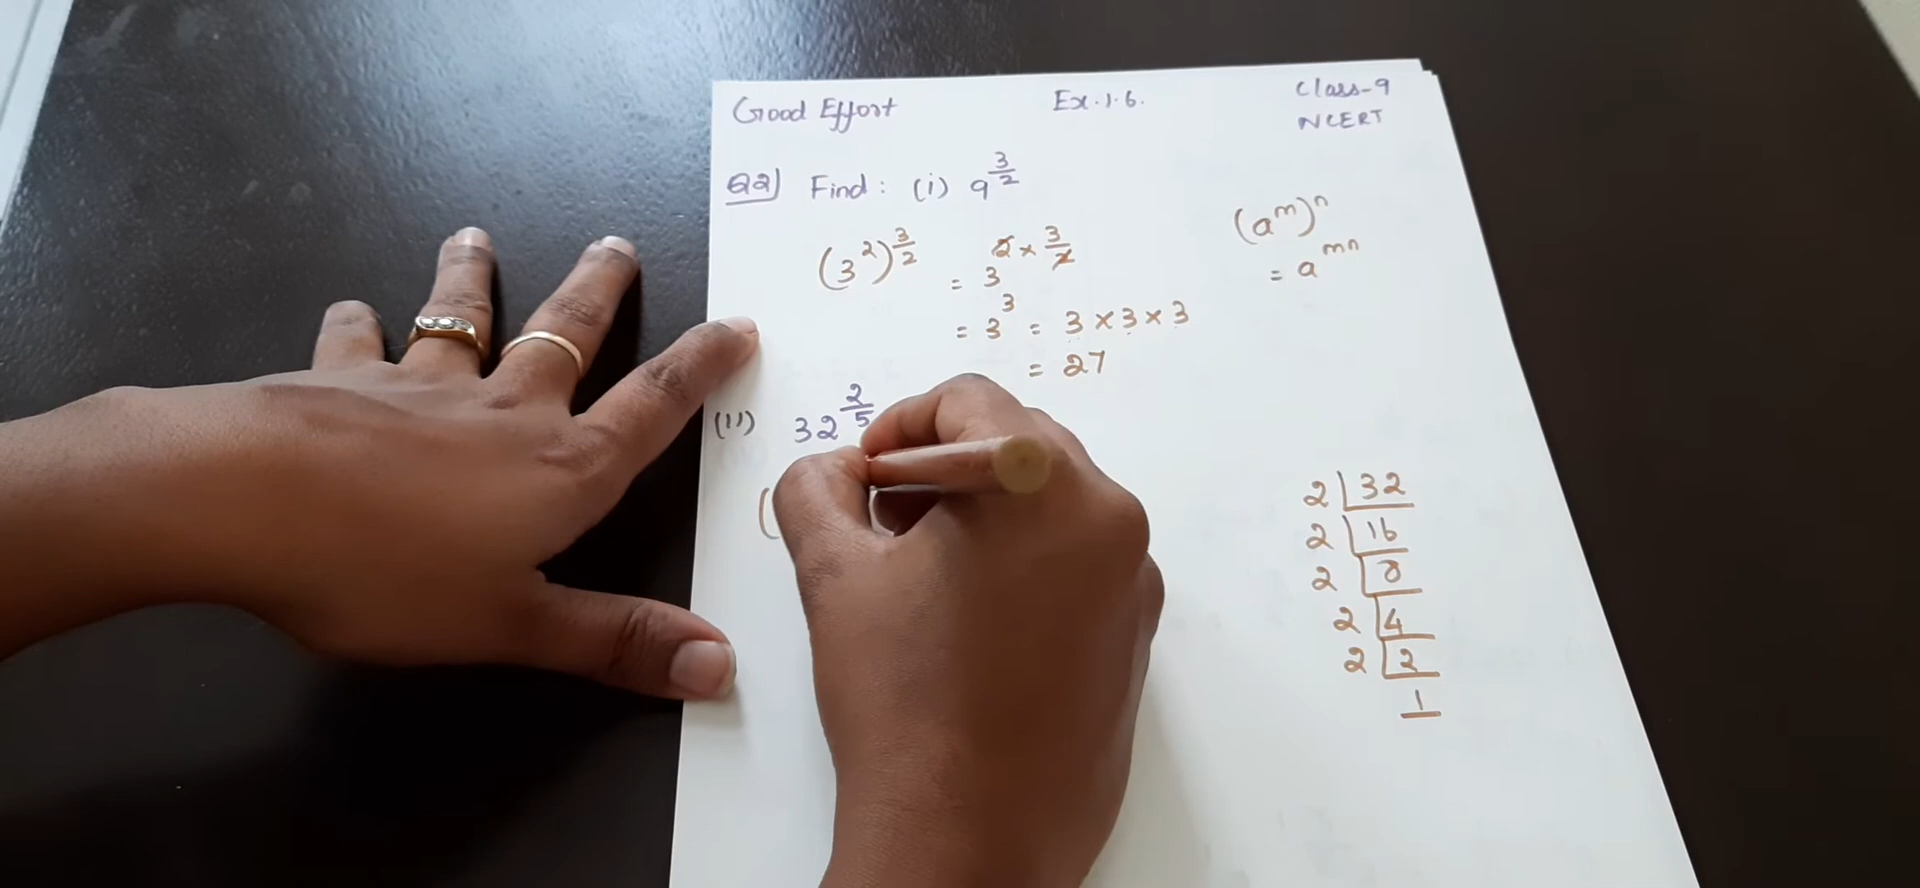 Good Effort Ex.1.6. Class-9
NCERT
Q2) Find: (i) 9^{3/2}
(3^2)^{3/2} = 3^{2 × 3/2}
(a^m)^n
= a^{mn}
= 3^3 = 3 × 3 × 3
= 27
(ii) 32^{2/5}
(
2 | 32
2 | 16
2 | 8
2 | 4
2 | 2
1